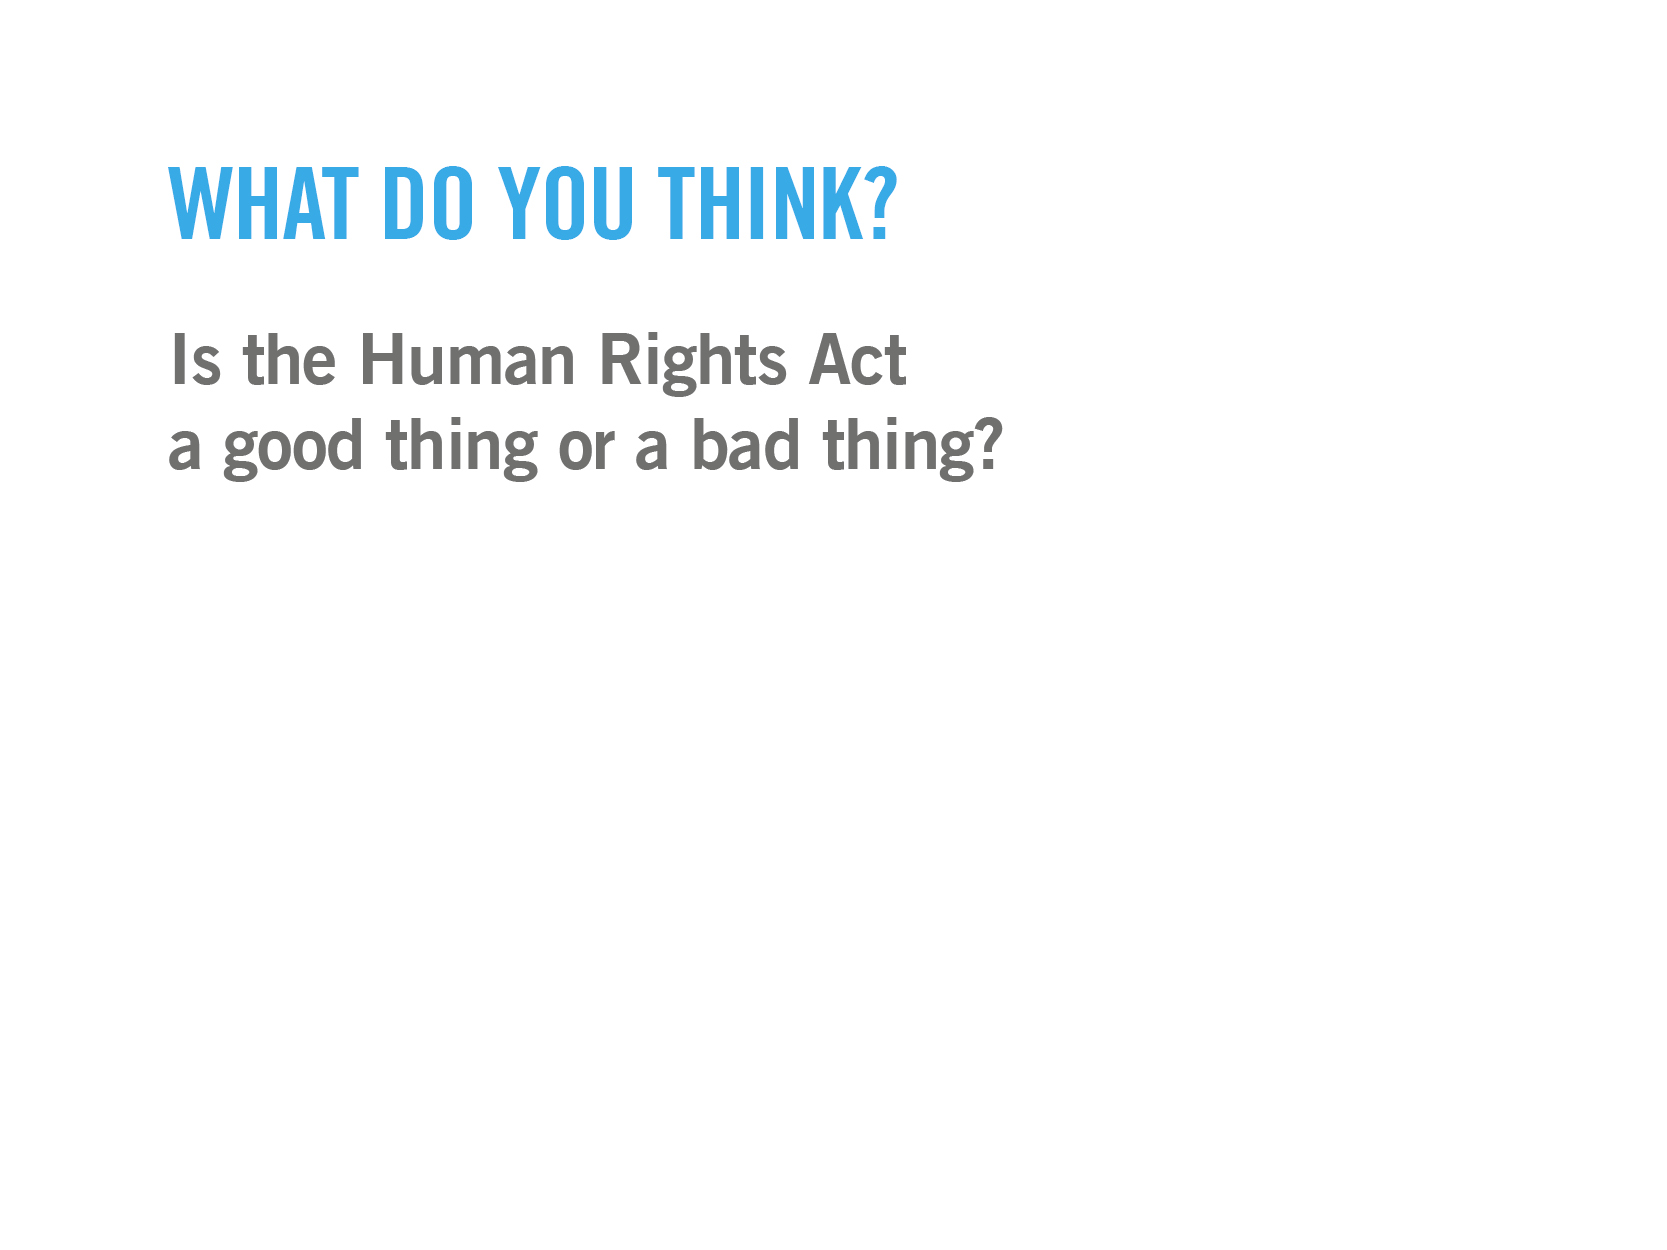 WHAT DO YOU THINK?
Is the Human Rights Act
a good thing or a bad thing?